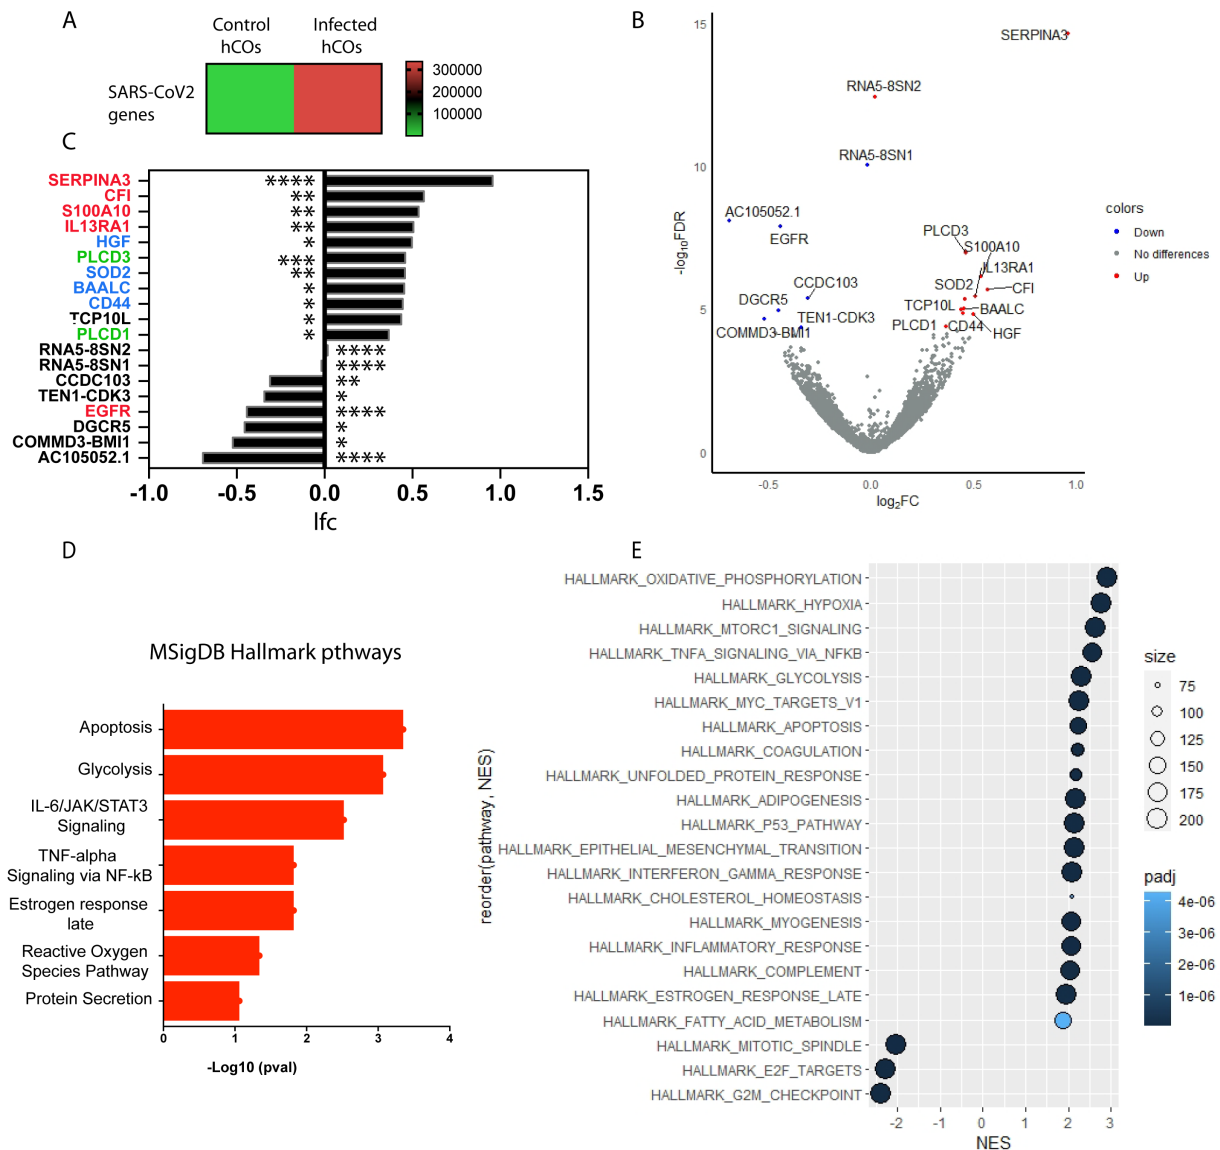 A
Control
hCOs
Infected
hCOs
SARS-CoV2
genes
300000
200000
100000
B
15
10
5
0
-log10FDR
SERPINA3
RNA5-8SN2
RNA5-8SN1
AC105052.1
EGFR
PLCD3
S100A10
IL13RA1
CCDC103
SOD2
CFI
DGCR5
TCP10L
BAALC
TEN1-CDK3
COMMD3-BMI1
PLCD1
CD44
HGF
-0.5
0.0
0.5
1.0
log2FC
colors
Down
No differences
Up
C
SERPINA3 ****
CFI **
S100A10 **
IL13RA1 **
HGF *
PLCD3 ***
SOD2 **
BAALC *
CD44 *
TCP10L *
PLCD1 *
RNA5-8SN2 ****
RNA5-8SN1 ****
CCDC103 **
TEN1-CDK3 *
EGFR ****
DGCR5 *
COMMD3-BMI1 *
AC105052.1 ****
-1.0 -0.5 0.0 0.5 1.0 1.5
lfc
D
MSigDB Hallmark pthways
Apoptosis
Glycolysis
IL-6/JAK/STAT3
Signaling
TNF-alpha
Signaling via NF-kB
Estrogen response
late
Reactive Oxygen
Species Pathway
Protein Secretion
0 1 2 3 4
-Log10 (pval)
E
reorder(pathway, NES)
HALLMARK_OXIDATIVE_PHOSPHORYLATION
HALLMARK_HYPOXIA
HALLMARK_MTORC1_SIGNALING
HALLMARK_TNFA_SIGNALING_VIA_NFKB
HALLMARK_GLYCOLYSIS
HALLMARK_MYC_TARGETS_V1
HALLMARK_APOPTOSIS
HALLMARK_COAGULATION
HALLMARK_UNFOLDED_PROTEIN_RESPONSE
HALLMARK_ADIPOGENESIS
HALLMARK_P53_PATHWAY
HALLMARK_EPITHELIAL_MESENCHYMAL_TRANSITION
HALLMARK_INTERFERON_GAMMA_RESPONSE
HALLMARK_CHOLESTEROL_HOMEOSTASIS
HALLMARK_MYOGENESIS
HALLMARK_INFLAMMATORY_RESPONSE
HALLMARK_COMPLEMENT
HALLMARK_ESTROGEN_RESPONSE_LATE
HALLMARK_FATTY_ACID_METABOLISM
HALLMARK_MITOTIC_SPINDLE
HALLMARK_E2F_TARGETS
HALLMARK_G2M_CHECKPOINT
-2 -1 0 1 2 3
NES
size
75
100
125
150
175
200
padj
4e-06
3e-06
2e-06
1e-06